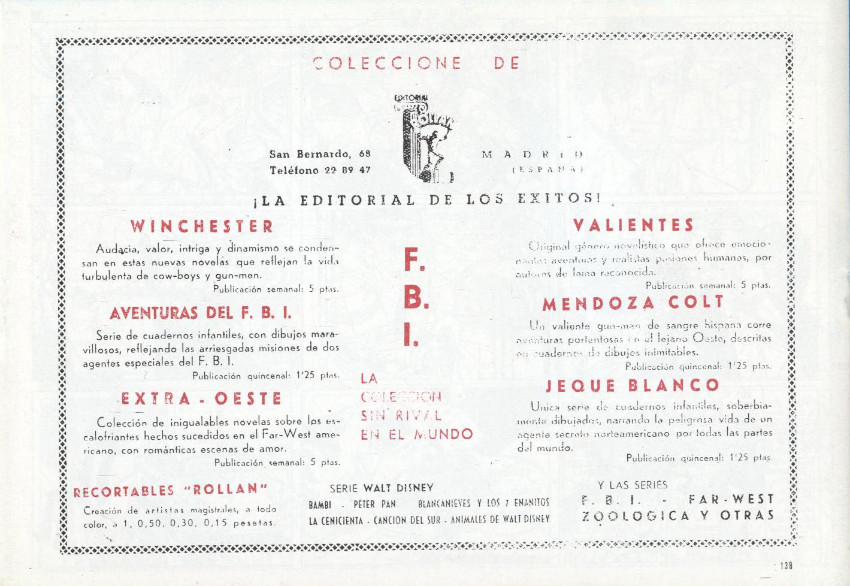 COLECCIONE DE
EDITORIAL
ROLLAN
San Bernardo, 68
Teléfono 22 89 47
MADRID
(ESPAÑA)
¡LA EDITORIAL DE LOS EXITOS!
WINCHESTER
Audacia, valor, intriga y dinamismo se conden-
san en estas nuevas novelas que reflejan la vida
turbulenta de cow-boys y gun-men.
Publicación semanal: 5 ptas.
AVENTURAS DEL F. B. I.
Serie de cuadernos infantiles, con dibujos mara-
villosos, reflejando las arriesgadas misiones de dos
agentes especiales del F. B. I.
Publicación quincenal: 1'25 ptas.
EXTRA - OESTE
Colección de inigualables novelas sobre los es-
calofriantes hechos sucedidos en el Far-West ame-
ricano, con románticas escenas de amor.
Publicación semanal: 5 ptas.
F.
B.
I.
LA
COLECCION
SIN RIVAL
EN EL MUNDO
VALIENTES
Original género novelístico que ofrece emocio-
nantes aventuras y realistas pasiones humanas, por
autores de fama reconocida.
Publicación semanal: 5 ptas.
MENDOZA COLT
Un valiente gun-man de sangre hispana corre
aventuras portentosas en el lejano Oeste, descritas
en cuadernos de dibujos inimitables.
Publicación quincenal: 1'25 ptas.
JEQUE BLANCO
Unica serie de cuadernos infantiles, soberbia-
mente dibujados, narrando la peligrosa vida de un
agente secreto norteamericano por todas las partes
del mundo.
Publicación quincenal: 1'25 ptas.
RECORTABLES "ROLLAN"
Creación de artistas magistrales, a todo
color, a 1, 0,50, 0,30, 0,15 pesetas.
SERIE WALT DISNEY
BAMBI - PETER PAN BLANCANIEVES Y LOS 7 ENANITOS
LA CENICIENTA - CANCION DEL SUR - ANIMALES DE WALT DISNEY
Y LAS SERIES
F. B. I. - FAR-WEST
ZOOLOGICA Y OTRAS
138